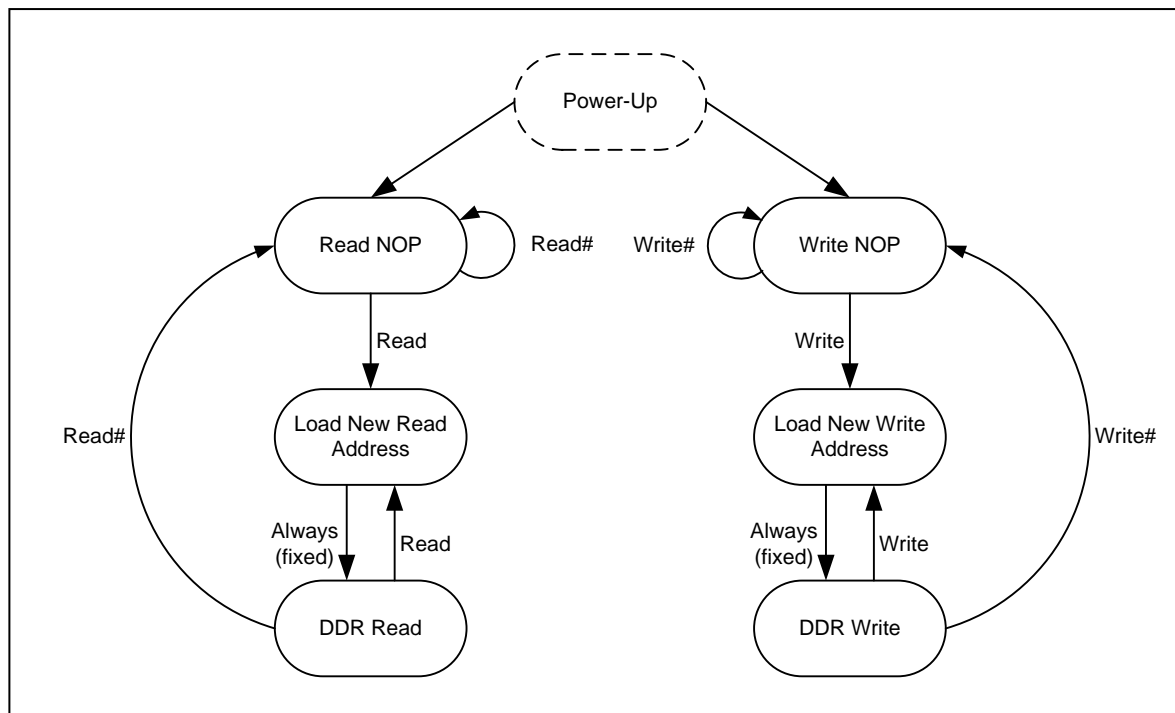 Power-Up
Read NOP
Read#
Write#
Write NOP
Read
Write
Load New Read
Address
Load New Write
Address
Read#
Write#
Always
(fixed)
Read
Always
(fixed)
Write
DDR Read
DDR Write